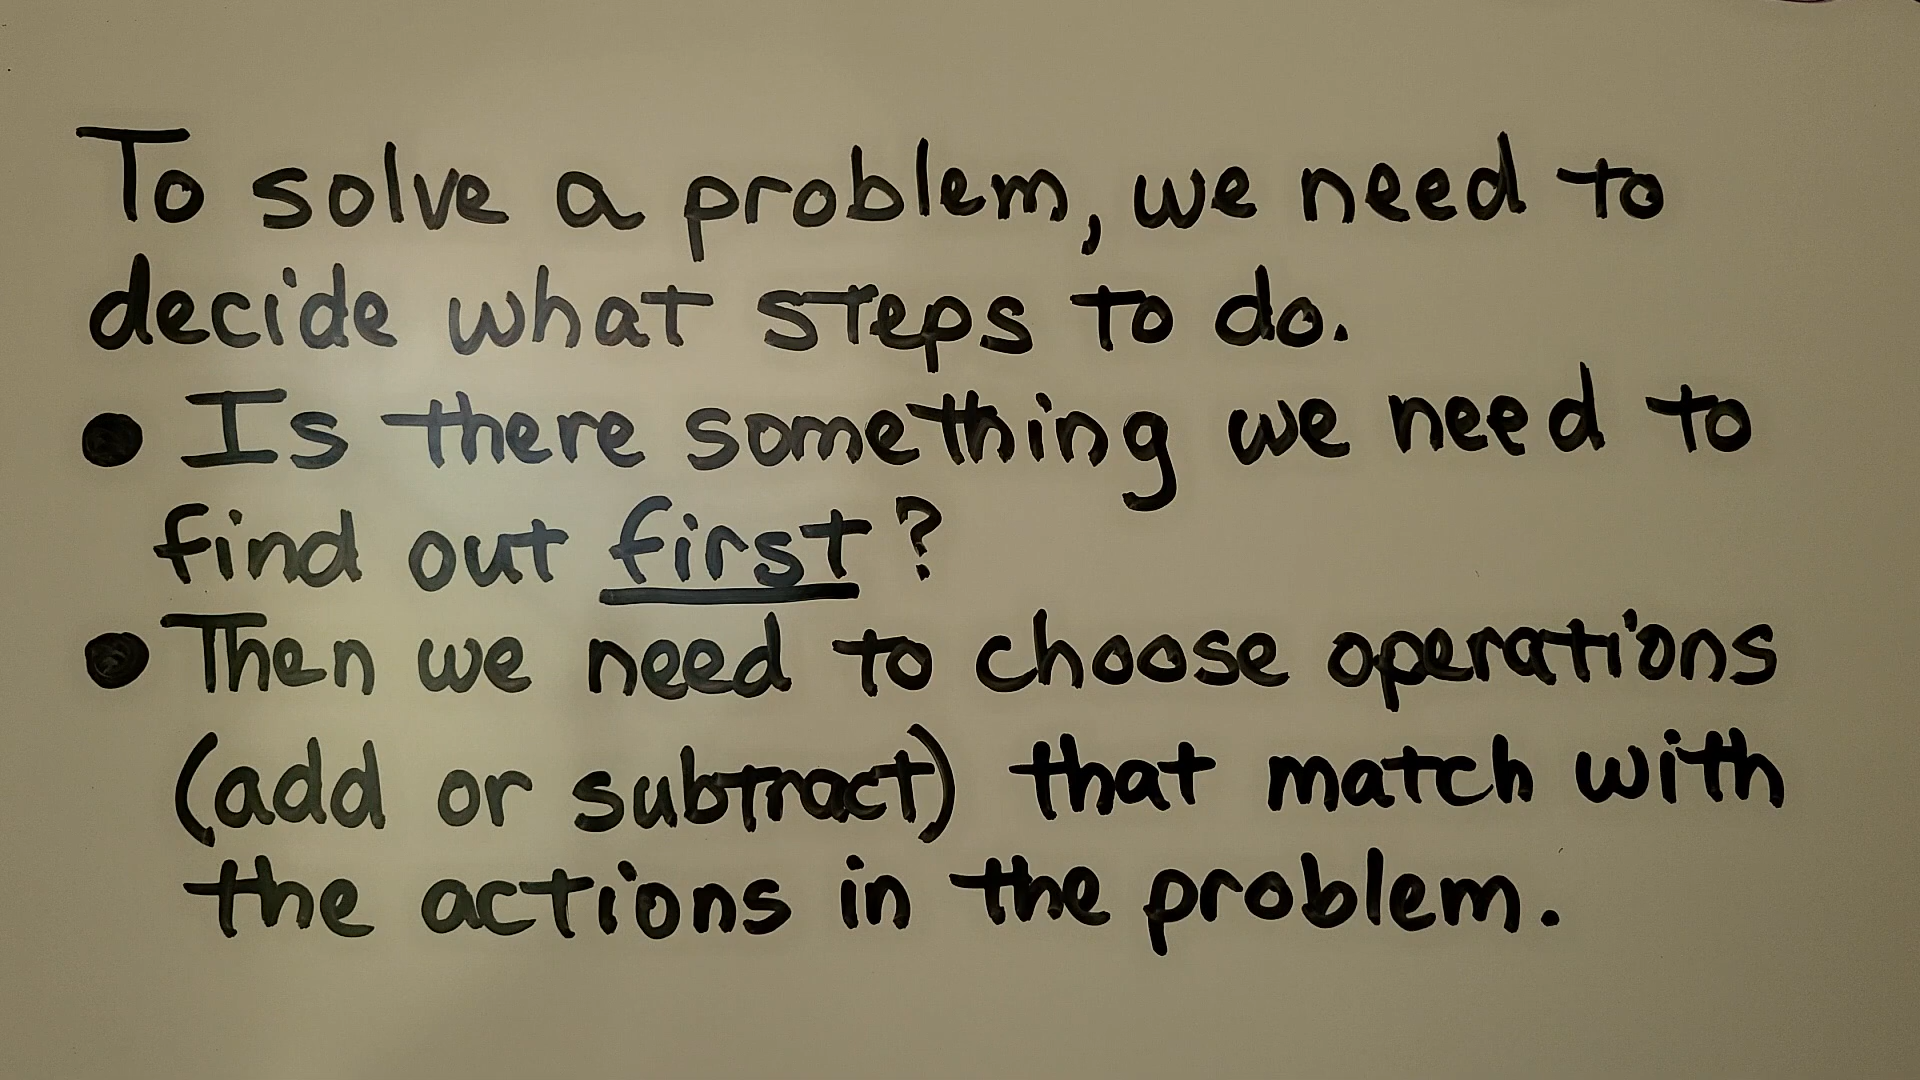 To solve a problem, we need to
decide what steps to do.
● Is there something we need to
find out first?
● Then we need to choose operations
(add or subtract) that match with
the actions in the problem.